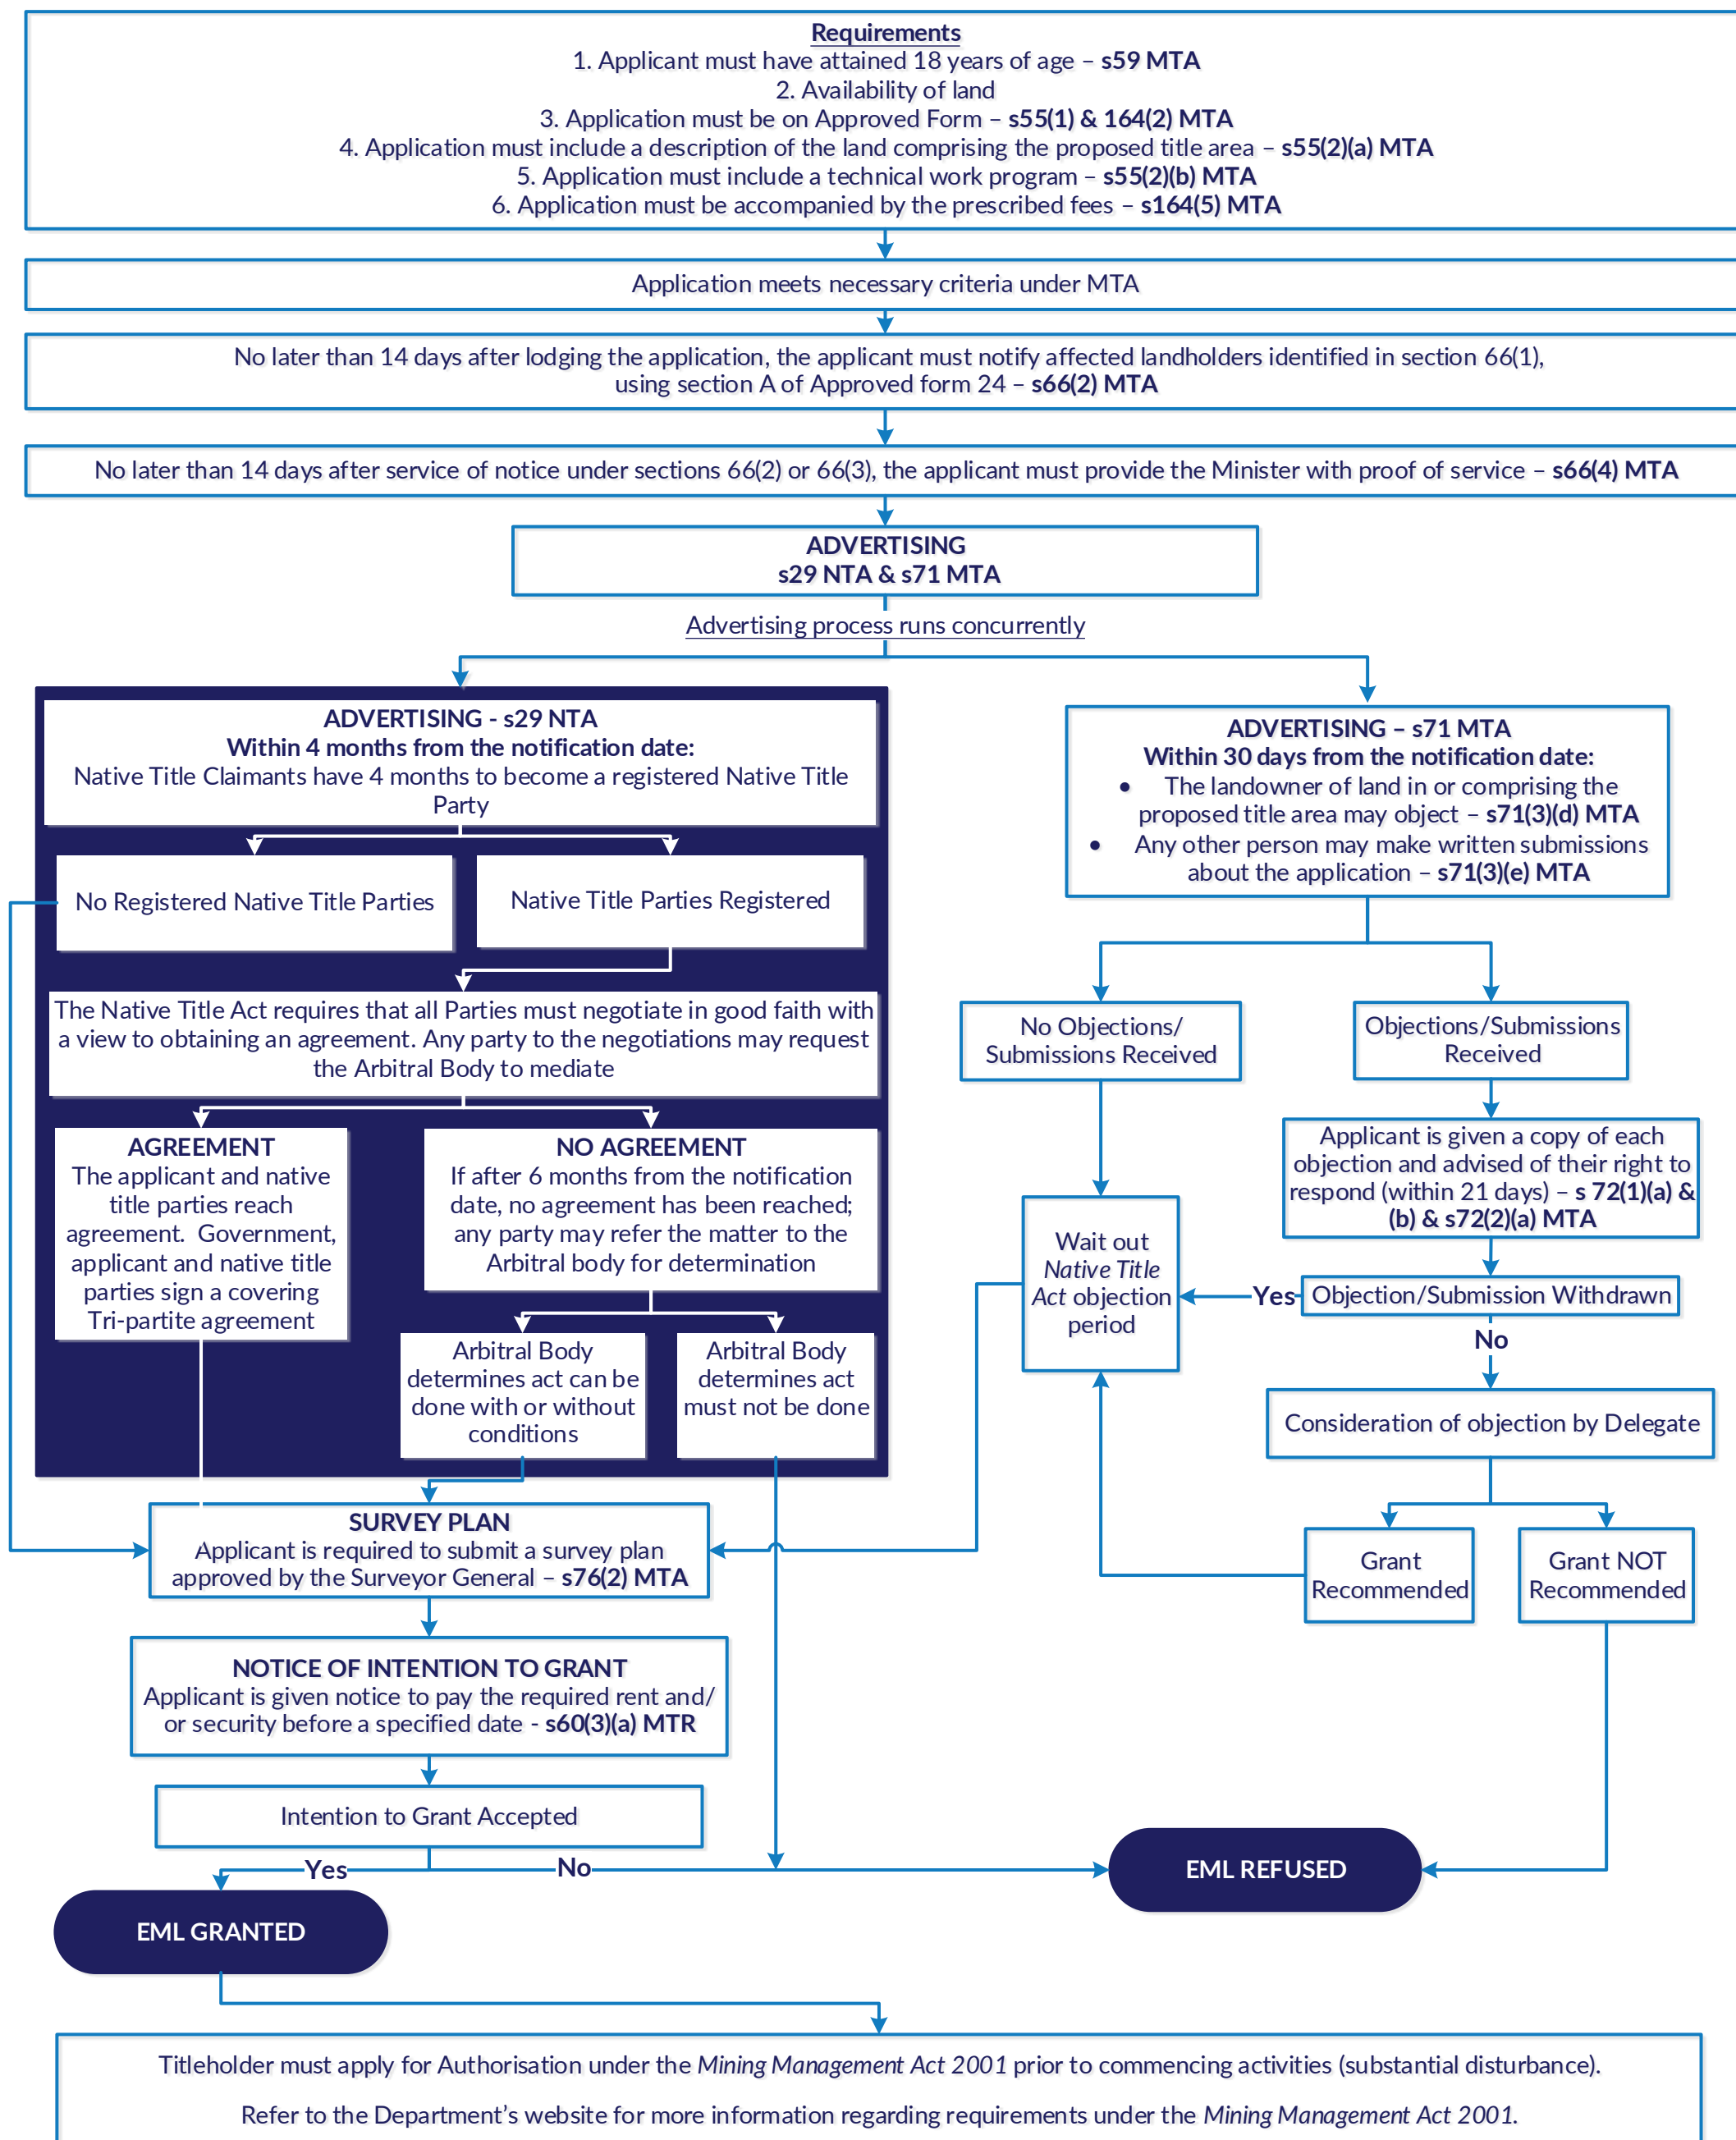 Requirements
1. Applicant must have attained 18 years of age – s59 MTA
2. Availability of land
3. Application must be on Approved Form – s55(1) & 164(2) MTA
4. Application must include a description of the land comprising the proposed title area – s55(2)(a) MTA
5. Application must include a technical work program – s55(2)(b) MTA
6. Application must be accompanied by the prescribed fees – s164(5) MTA
Application meets necessary criteria under MTA
No later than 14 days after lodging the application, the applicant must notify affected landholders identified in section 66(1),
using section A of Approved form 24 – s66(2) MTA
No later than 14 days after service of notice under sections 66(2) or 66(3), the applicant must provide the Minister with proof of service – s66(4) MTA
ADVERTISING
s29 NTA & s71 MTA
Advertising process runs concurrently
ADVERTISING - s29 NTA
Within 4 months from the notification date:
Native Title Claimants have 4 months to become a registered Native Title
Party
No Registered Native Title Parties
Native Title Parties Registered
The Native Title Act requires that all Parties must negotiate in good faith with
a view to obtaining an agreement. Any party to the negotiations may request
the Arbitral Body to mediate
AGREEMENT
The applicant and native
title parties reach
agreement. Government,
applicant and native title
parties sign a covering
Tri-partite agreement
NO AGREEMENT
If after 6 months from the notification
date, no agreement has been reached;
any party may refer the matter to the
Arbitral body for determination
Arbitral Body
determines act can be
done with or without
conditions
Arbitral Body
determines act
must not be done
ADVERTISING – s71 MTA
Within 30 days from the notification date:
• The landowner of land in or comprising the
proposed title area may object – s71(3)(d) MTA
• Any other person may make written submissions
about the application – s71(3)(e) MTA
No Objections/
Submissions Received
Objections/Submissions
Received
Applicant is given a copy of each
objection and advised of their right to
respond (within 21 days) – s 72(1)(a) &
(b) & s72(2)(a) MTA
Wait out
Native Title
Act objection
period
Yes
Objection/Submission Withdrawn
No
Consideration of objection by Delegate
Grant
Recommended
Grant NOT
Recommended
SURVEY PLAN
Applicant is required to submit a survey plan
approved by the Surveyor General – s76(2) MTA
NOTICE OF INTENTION TO GRANT
Applicant is given notice to pay the required rent and/
or security before a specified date - s60(3)(a) MTR
Intention to Grant Accepted
Yes
No
EML REFUSED
EML GRANTED
Titleholder must apply for Authorisation under the Mining Management Act 2001 prior to commencing activities (substantial disturbance).
Refer to the Department’s website for more information regarding requirements under the Mining Management Act 2001.